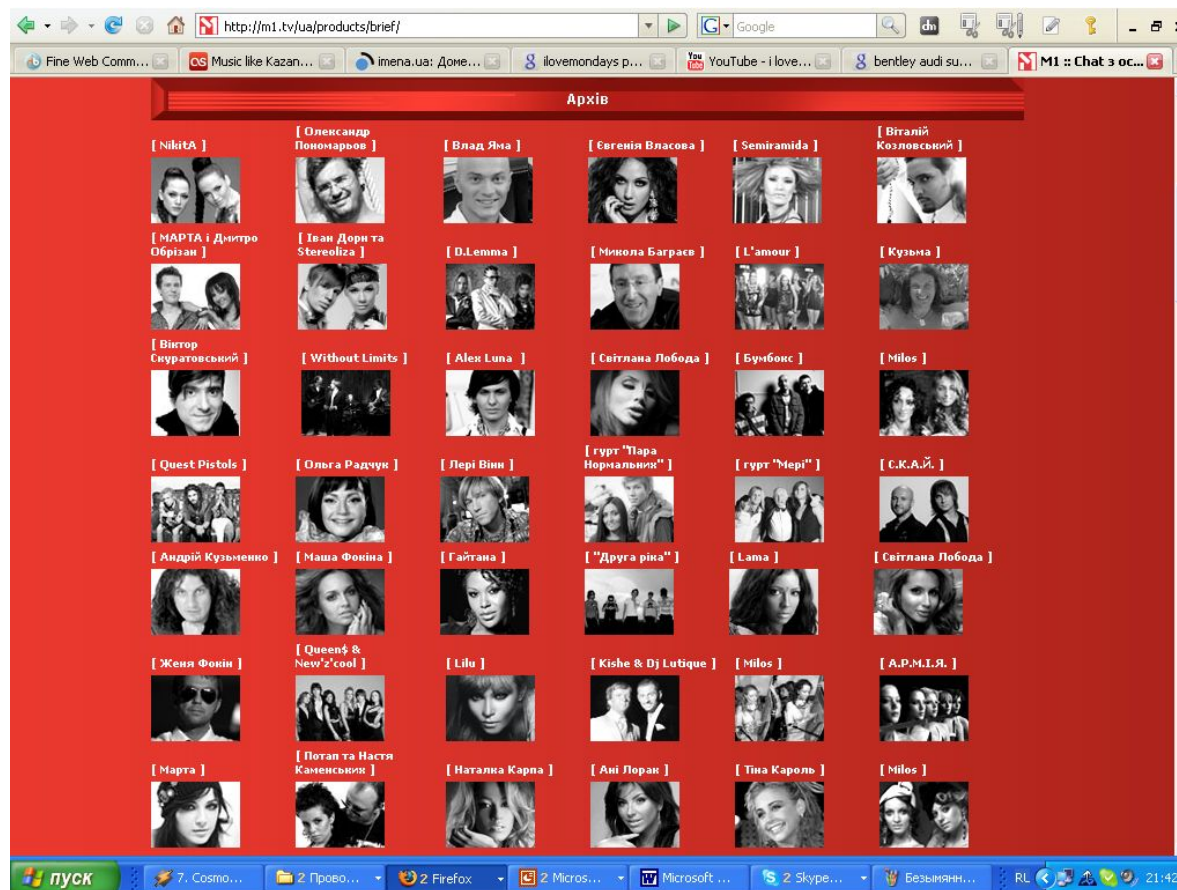 http://m1.tv/ua/products/brief/
Google
Fine Web Comm...
Music like Kazan...
imena.ua: Доме...
ilovemondays p...
YouTube - i love...
bentley audi su...
M1 :: Chat з ос...
Архів
[ NikitA ]
[ Олександр
Пономарьов ]
[ Влад Яма ]
[ Євгенія Власова ]
[ Semiramida ]
[ Віталій
Козловський ]
[ МАРТА і Дмитро
Обрізан ]
[ Іван Дорн та
Stereoliza ]
[ D.Lemma ]
[ Микола Баграєв ]
[ L'amour ]
[ Кузьма ]
[ Віктор
Скуратовський ]
[ Without Limits ]
[ Alex Luna ]
[ Світлана Лобода ]
[ Бумбокс ]
[ Milos ]
[ Quest Pistols ]
[ Ольга Радчук ]
[ Лері Вінн ]
[ гурт "Пара
Нормальних" ]
[ гурт "Мері" ]
[ С.К.А.Й. ]
[ Андрій Кузьменко ]
[ Маша Фокіна ]
[ Гайтана ]
[ "Друга ріка" ]
[ Lama ]
[ Світлана Лобода ]
[ Женя Фокін ]
[ Queen$ &
New'z'cool ]
[ Lilu ]
[ Kishe & Dj Lutique ]
[ Milos ]
[ А.Р.М.І.Я. ]
[ Марта ]
[ Потап та Настя
Каменських ]
[ Наталка Карпа ]
[ Ані Лорак ]
[ Тіна Кароль ]
[ Milos ]
пуск
7. Cosmo...
2 Прово...
2 Firefox
2 Micros...
Microsoft ...
2 Skype...
Безымянн...
RL
21:42